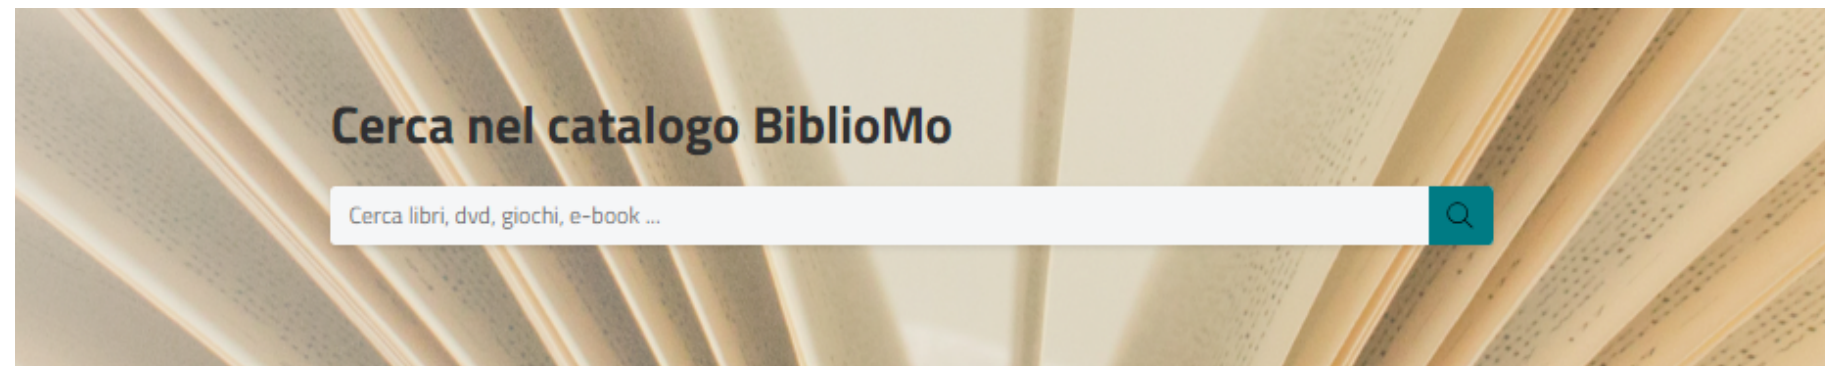 Cerca nel catalogo BiblioMo
Cerca libri, dvd, giochi, e-book ...